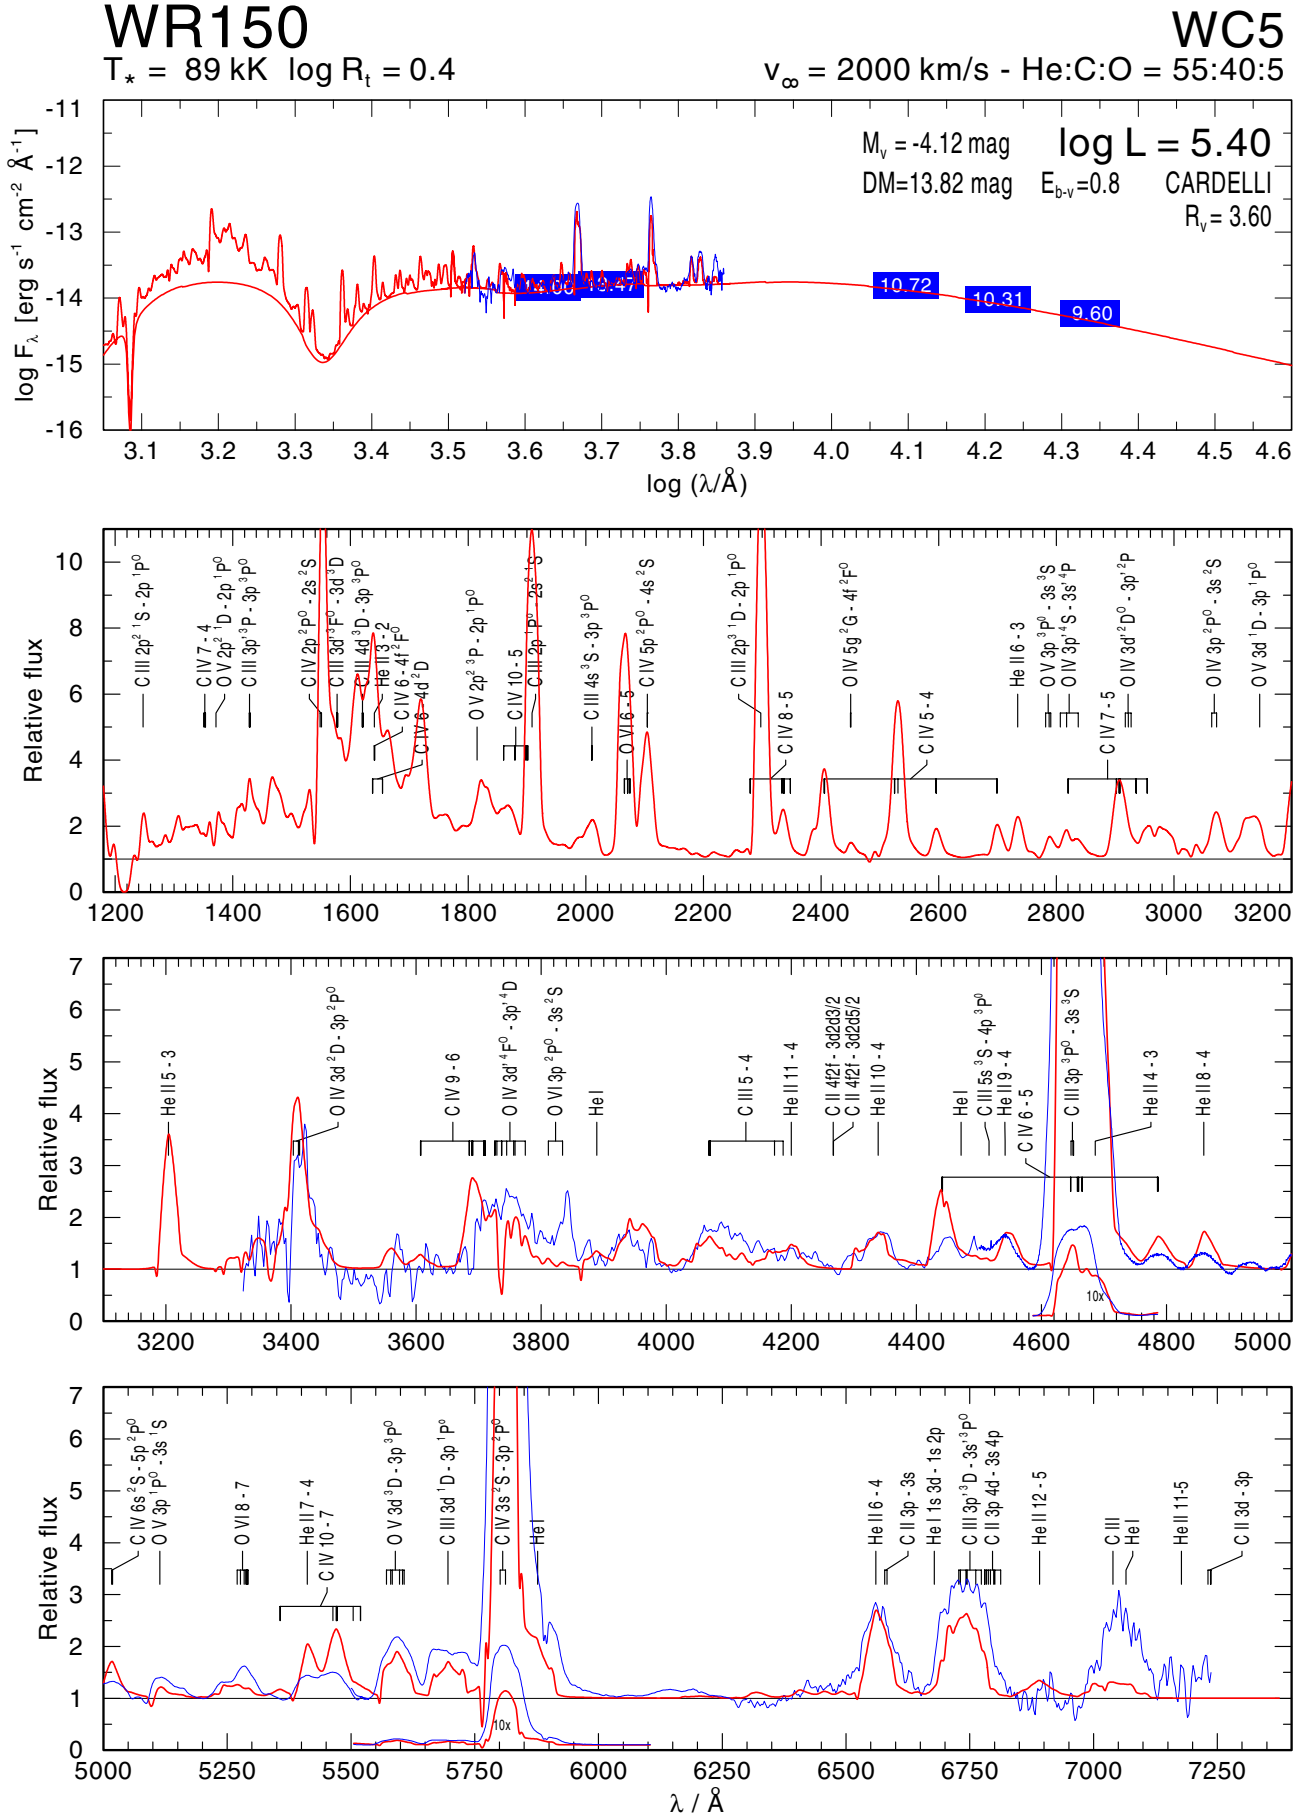 WR150 WC5
T* = 89 kK log Rt = 0.4 v∞ = 2000 km/s - He:C:O = 55:40:5
log Fλ [erg s-1 cm-2 Å-1]
-11
-12
-13
-14
-15
-16
Mv = -4.12 mag log L = 5.40
DM=13.82 mag Eb-v=0.8 CARDELLI
Rv = 3.60
10.72
10.31
9.60
3.1 3.2 3.3 3.4 3.5 3.6 3.7 3.8 3.9 4.0 4.1 4.2 4.3 4.4 4.5 4.6
log (λ/Å)
Relative flux
10
8
6
4
2
0
C III 2p² ¹S - 2p ¹P⁰
C IV 7 - 4
O V 2p² ¹D - 2p ¹P⁰
C III 3p' ³P - 3p ³P⁰
C IV 2p ²P⁰ - 2s ²S
C III 3d' ³F⁰ - 3d ³D
C III 4d ³D - 3p ³P⁰
He II 3 - 2
C IV 6 - 4f ²F⁰
C IV 6 - 4d ²D
O V 2p² ³P - 2p ¹P⁰
C IV 10 - 5
C III 2p ¹P⁰ - 2s² ¹S
C III 4s ³S - 3p ³P⁰
O VI 6 - 5
C IV 5p ²P⁰ - 4s ²S
C III 2p³ ¹D - 2p ¹P⁰
C IV 8 - 5
O IV 5g ²G - 4f ²F⁰
C IV 5 - 4
He II 6 - 3
O V 3p ³P⁰ - 3s ³S
O IV 3p' ⁴S - 3s' ⁴P
C IV 7 - 5
O IV 3d' ²D⁰ - 3p' ²P
O IV 3p ²P⁰ - 3s ²S
O V 3d ¹D - 3p ¹P⁰
1200 1400 1600 1800 2000 2200 2400 2600 2800 3000 3200
Relative flux
7
6
5
4
3
2
1
0
He II 5 - 3
O IV 3d ²D - 3p ²P⁰
C IV 9 - 6
O IV 3d' ⁴F⁰ - 3p' ⁴D
O VI 3p ²P⁰ - 3s ²S
He I
C III 5 - 4
He II 11 - 4
C II 4f2f - 3d2d3/2
C II 4f2f - 3d2d5/2
He II 10 - 4
He I
C III 5s ³S - 4p ³P⁰
He II 9 - 4
C IV 6 - 5
C III 3p ³P⁰ - 3s ³S
He II 4 - 3
He II 8 - 4
10x
3200 3400 3600 3800 4000 4200 4400 4600 4800 5000
Relative flux
7
6
5
4
3
2
1
0
C IV 6s ²S - 5p ²P⁰
O V 3p ¹P⁰ - 3s ¹S
O VI 8 - 7
He II 7 - 4
C IV 10 - 7
O V 3d ³D - 3p ³P⁰
C III 3d ¹D - 3p ¹P⁰
C IV 3s ²S - 3p ²P⁰
He I
He II 6 - 4
C II 3p - 3s
He I 1s 3d - 1s 2p
C III 3p' ³D - 3s' ³P⁰
C II 3p 4d - 3s 4p
He II 12 - 5
C III
He I
He II 11-5
C II 3d - 3p
10x
5000 5250 5500 5750 6000 6250 6500 6750 7000 7250
λ / Å